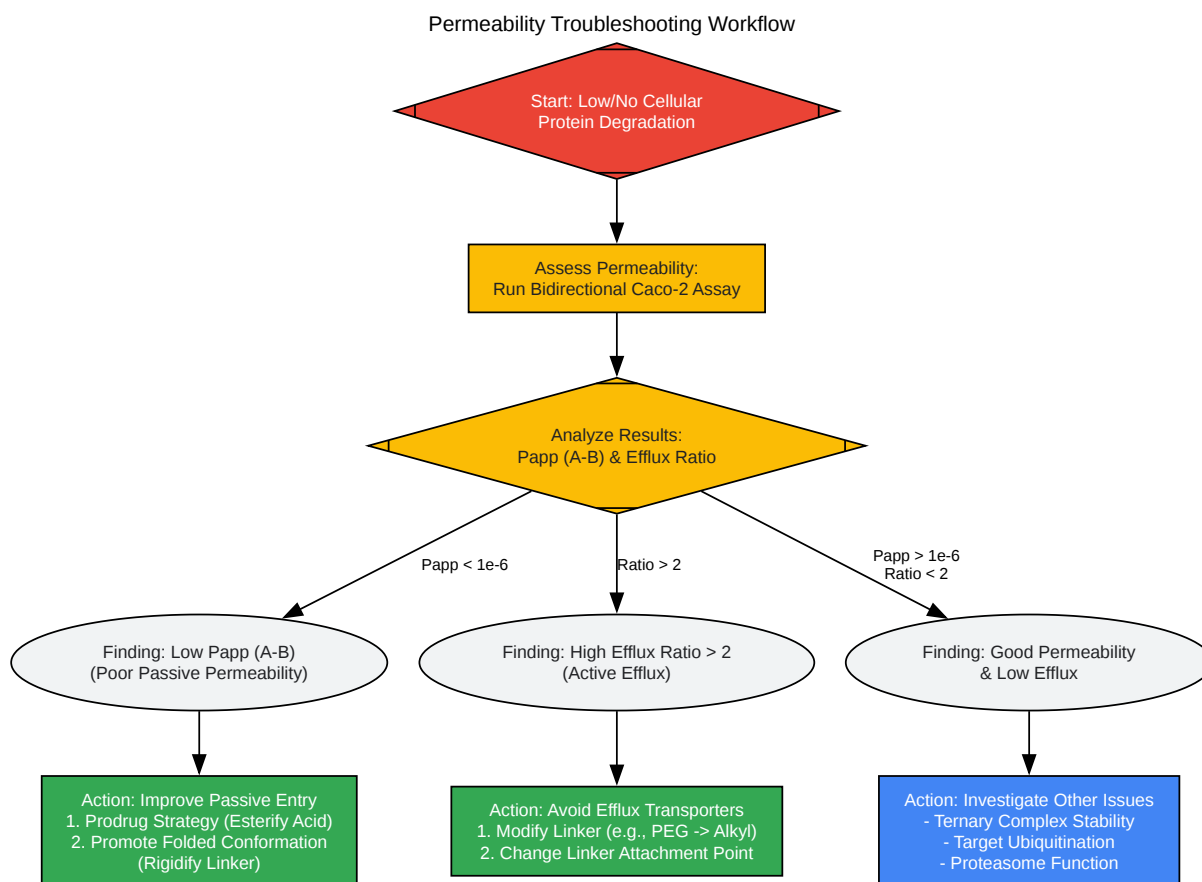 Permeability Troubleshooting Workflow
Start: Low/No Cellular
Protein Degradation
Assess Permeability:
Run Bidirectional Caco-2 Assay
Analyze Results:
Papp (A-B) & Efflux Ratio
Papp < 1e-6
Ratio > 2
Papp > 1e-6
Ratio < 2
Finding: Low Papp (A-B)
(Poor Passive Permeability)
Finding: High Efflux Ratio > 2
(Active Efflux)
Finding: Good Permeability
& Low Efflux
Action: Improve Passive Entry
1. Prodrug Strategy (Esterify Acid)
2. Promote Folded Conformation
(Rigidify Linker)
Action: Avoid Efflux Transporters
1. Modify Linker (e.g., PEG -> Alkyl)
2. Change Linker Attachment Point
Action: Investigate Other Issues
- Ternary Complex Stability
- Target Ubiquitination
- Proteasome Function